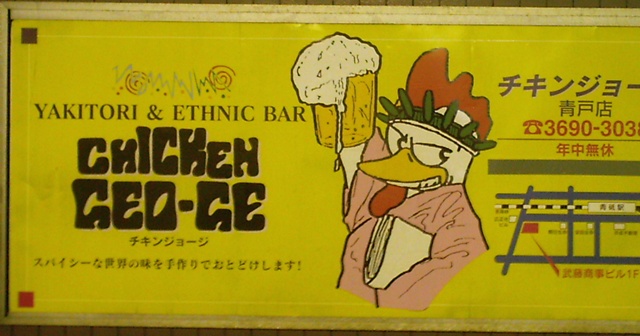 YAKITORI & ETHNIC BAR
CHICKEN
GEO-GE
チキンジョージ
スパイシーな世界の味を手作りでおとどけします!
チキンジョー
青戸店
☎3690-303
年中無休
青砥駅
武藤商事ビル1F